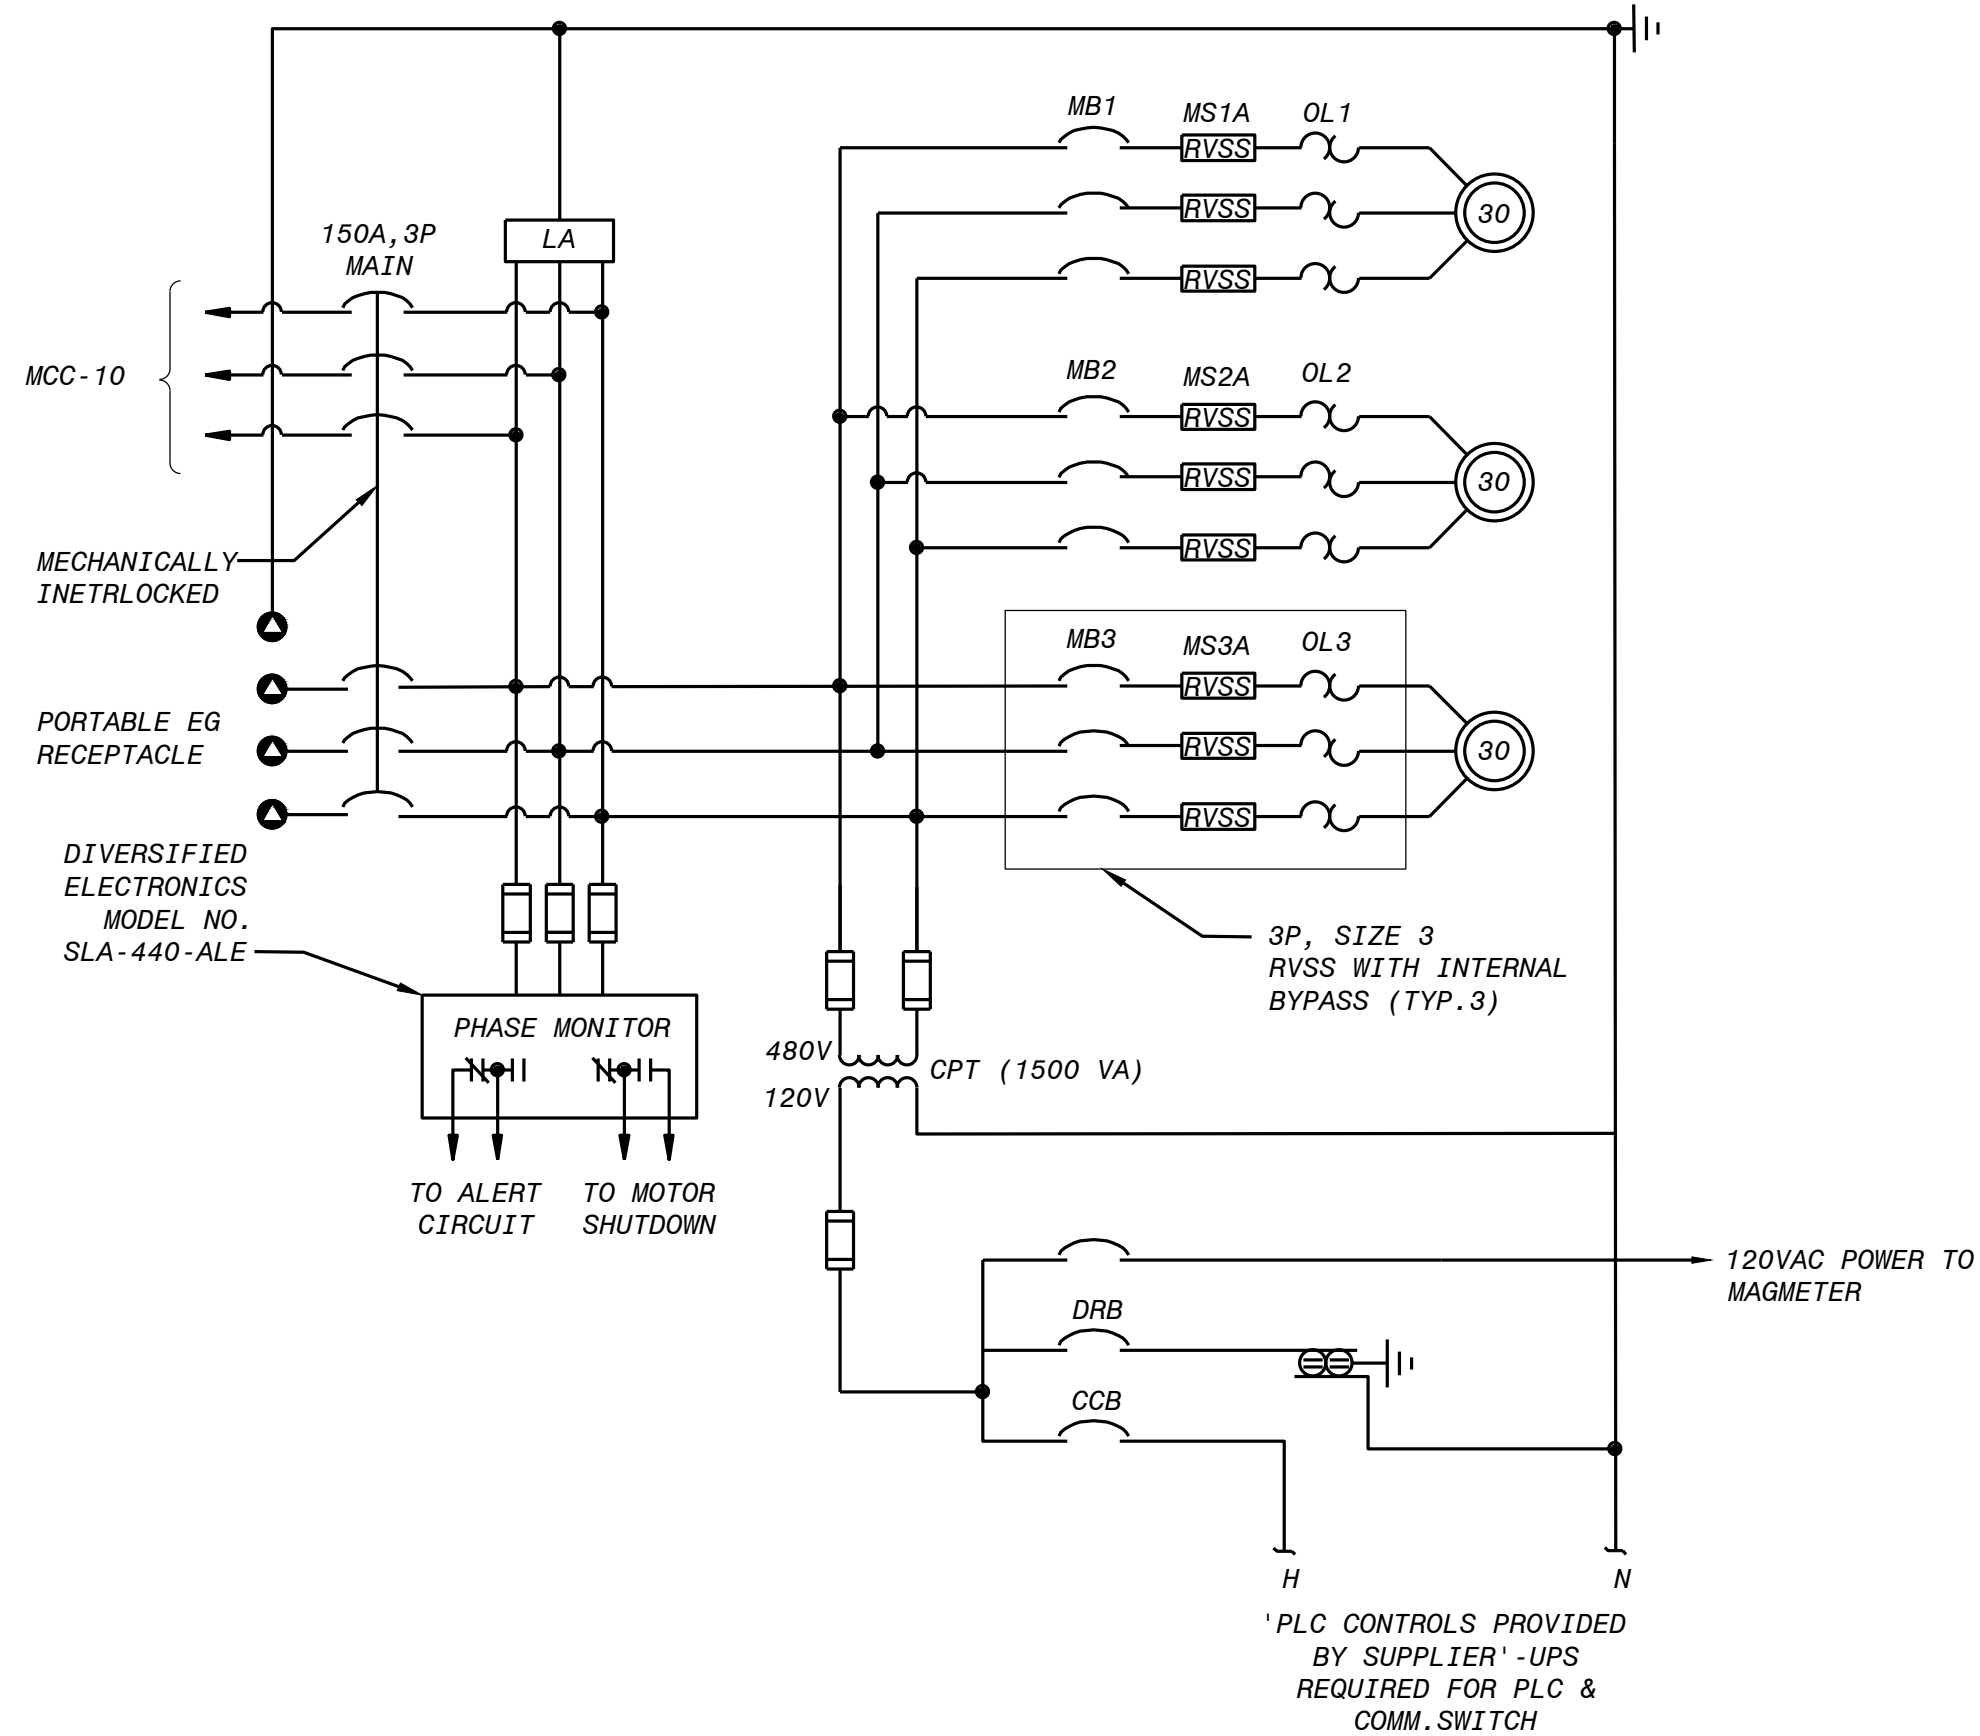 MB1
MS1A
OL1
RVSS
RVSS
RVSS
30
150A,3P
MAIN
LA
MCC-10
MB2
MS2A
OL2
RVSS
RVSS
RVSS
30
MECHANICALLY
INETRLOCKED
MB3
MS3A
OL3
RVSS
RVSS
RVSS
30
PORTABLE EG
RECEPTACLE
DIVERSIFIED
ELECTRONICS
MODEL NO.
SLA-440-ALE
3P, SIZE 3
RVSS WITH INTERNAL
BYPASS (TYP.3)
PHASE MONITOR
480V
120V
CPT (1500 VA)
TO ALERT
CIRCUIT
TO MOTOR
SHUTDOWN
120VAC POWER TO
MAGMETER
DRB
CCB
H
N
'PLC CONTROLS PROVIDED
BY SUPPLIER'-UPS
REQUIRED FOR PLC &
COMM.SWITCH